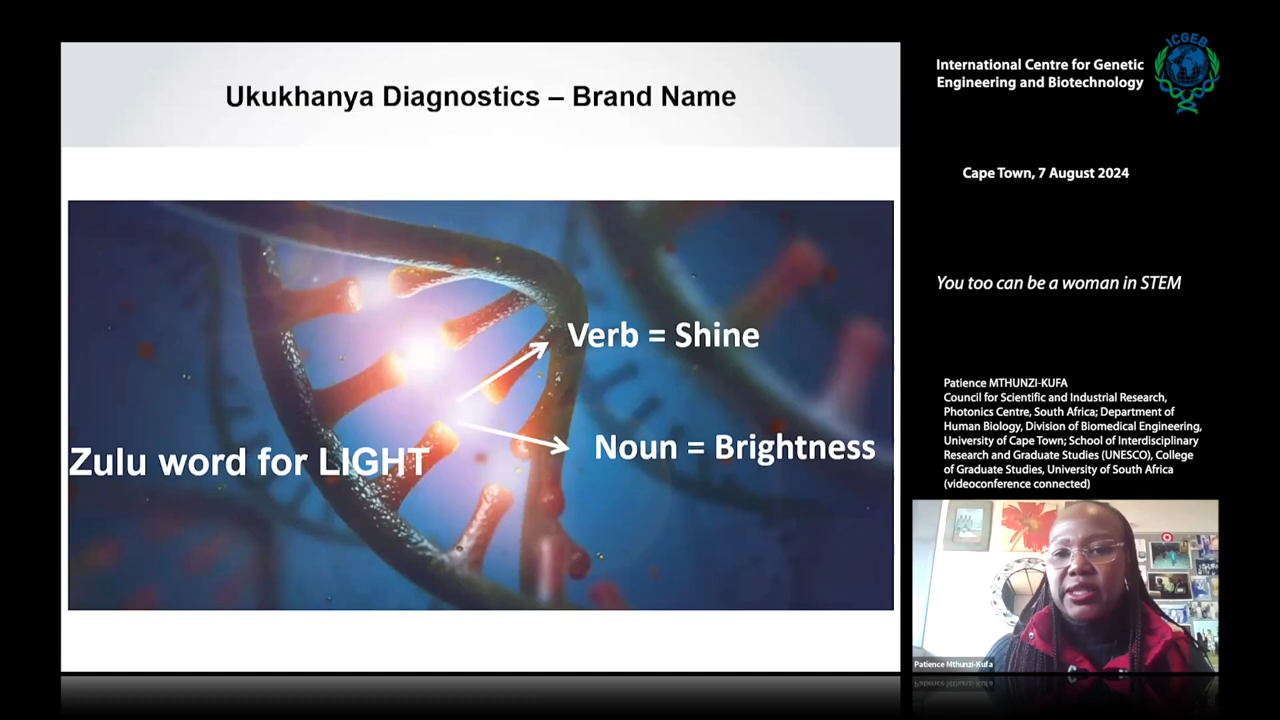 Ukukhanya Diagnostics – Brand Name
Verb = Shine
Noun = Brightness
Zulu word for LIGHT
International Centre for Genetic
Engineering and Biotechnology
ICGEB
Cape Town, 7 August 2024
You too can be a woman in STEM
Patience MTHUNZI-KUFA
Council for Scientific and Industrial Research,
Photonics Centre, South Africa; Department of
Human Biology, Division of Biomedical Engineering,
University of Cape Town; School of Interdisciplinary
Research and Graduate Studies (UNESCO), College
of Graduate Studies, University of South Africa
(videoconference connected)
Patience Mthunzi-Kufa